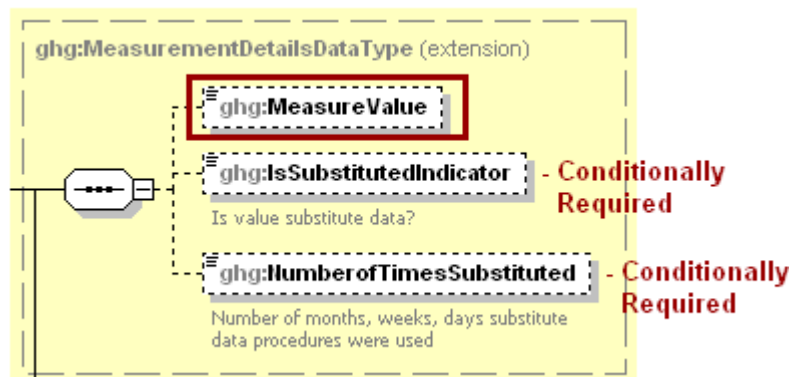 ghg:MeasurementDetailsDataType (extension)
ghg:MeasureValue
ghg:IsSubstitutedIndicator
- Conditionally
Required
Is value substitute data?
ghg:NumberofTimesSubstituted
- Conditionally
Required
Number of months, weeks, days substitute
data procedures were used